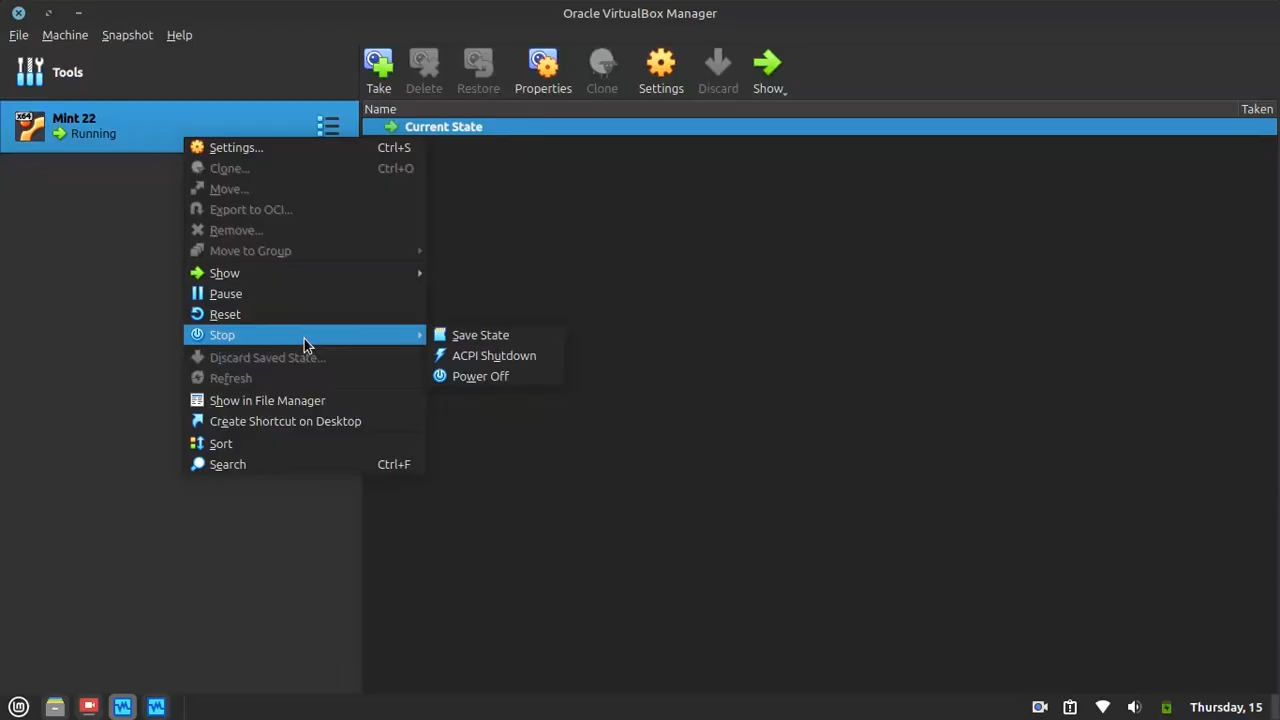 Oracle VirtualBox Manager
File Machine Snapshot Help
Tools
Take Delete Restore Properties Clone Settings Discard Show
x64
Mint 22
Running
Name Taken
Current State
Settings... Ctrl+S
Clone... Ctrl+O
Move...
Export to OCI...
Remove...
Move to Group
Show
Pause
Reset
Stop
Save State
ACPI Shutdown
Power Off
Discard Saved State...
Refresh
Show in File Manager
Create Shortcut on Desktop
Sort
Search Ctrl+F
Thursday, 15